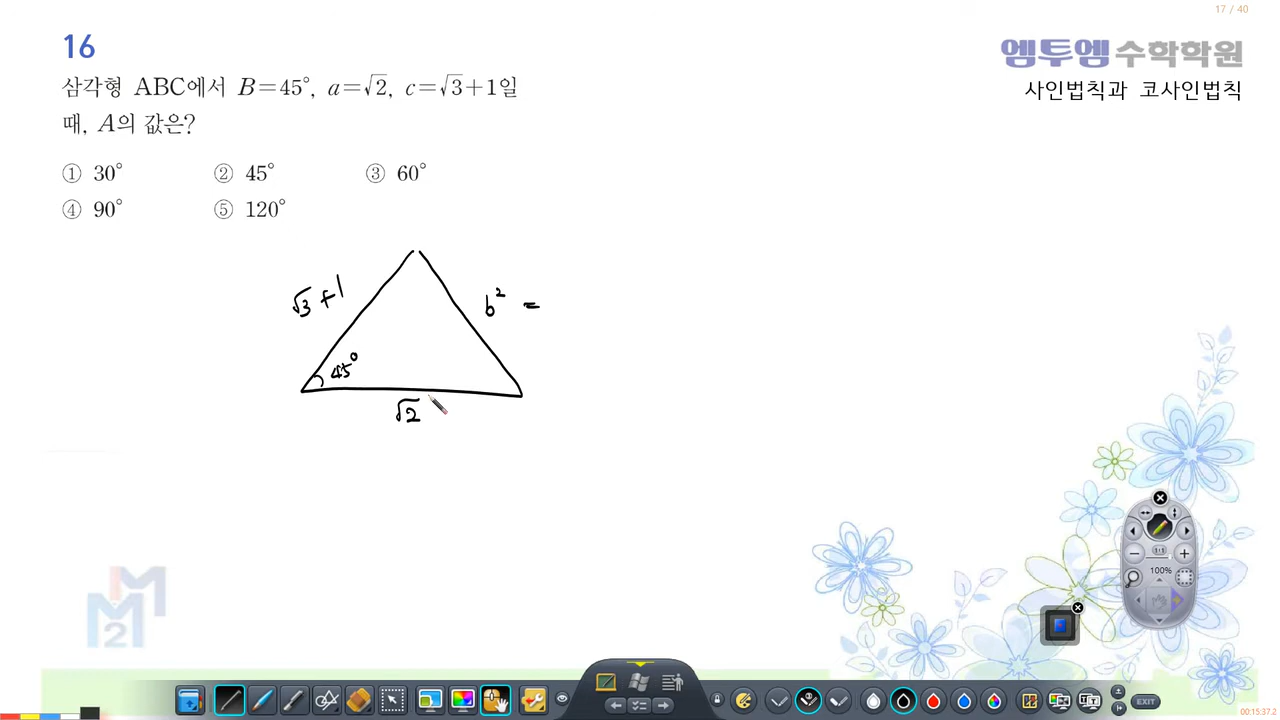 17 / 40
16
엠투엠수학학원
사인법칙과 코사인법칙
삼각형 ABC에서 B=45°, a=√2, c=√3+1일
때, A의 값은?
① 30° ② 45° ③ 60°
④ 90° ⑤ 120°
√3+1
b² =
45°
√2
1:1
100%
M
M2
EXIT
00:15:37.2